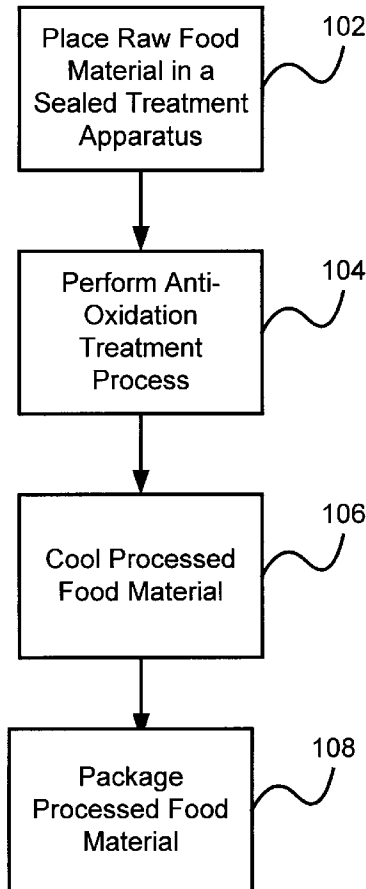 Place Raw Food
Material in a
Sealed Treatment
Apparatus
102
Perform Anti-
Oxidation
Treatment
Process
104
Cool Processed
Food Material
106
Package
Processed Food
Material
108